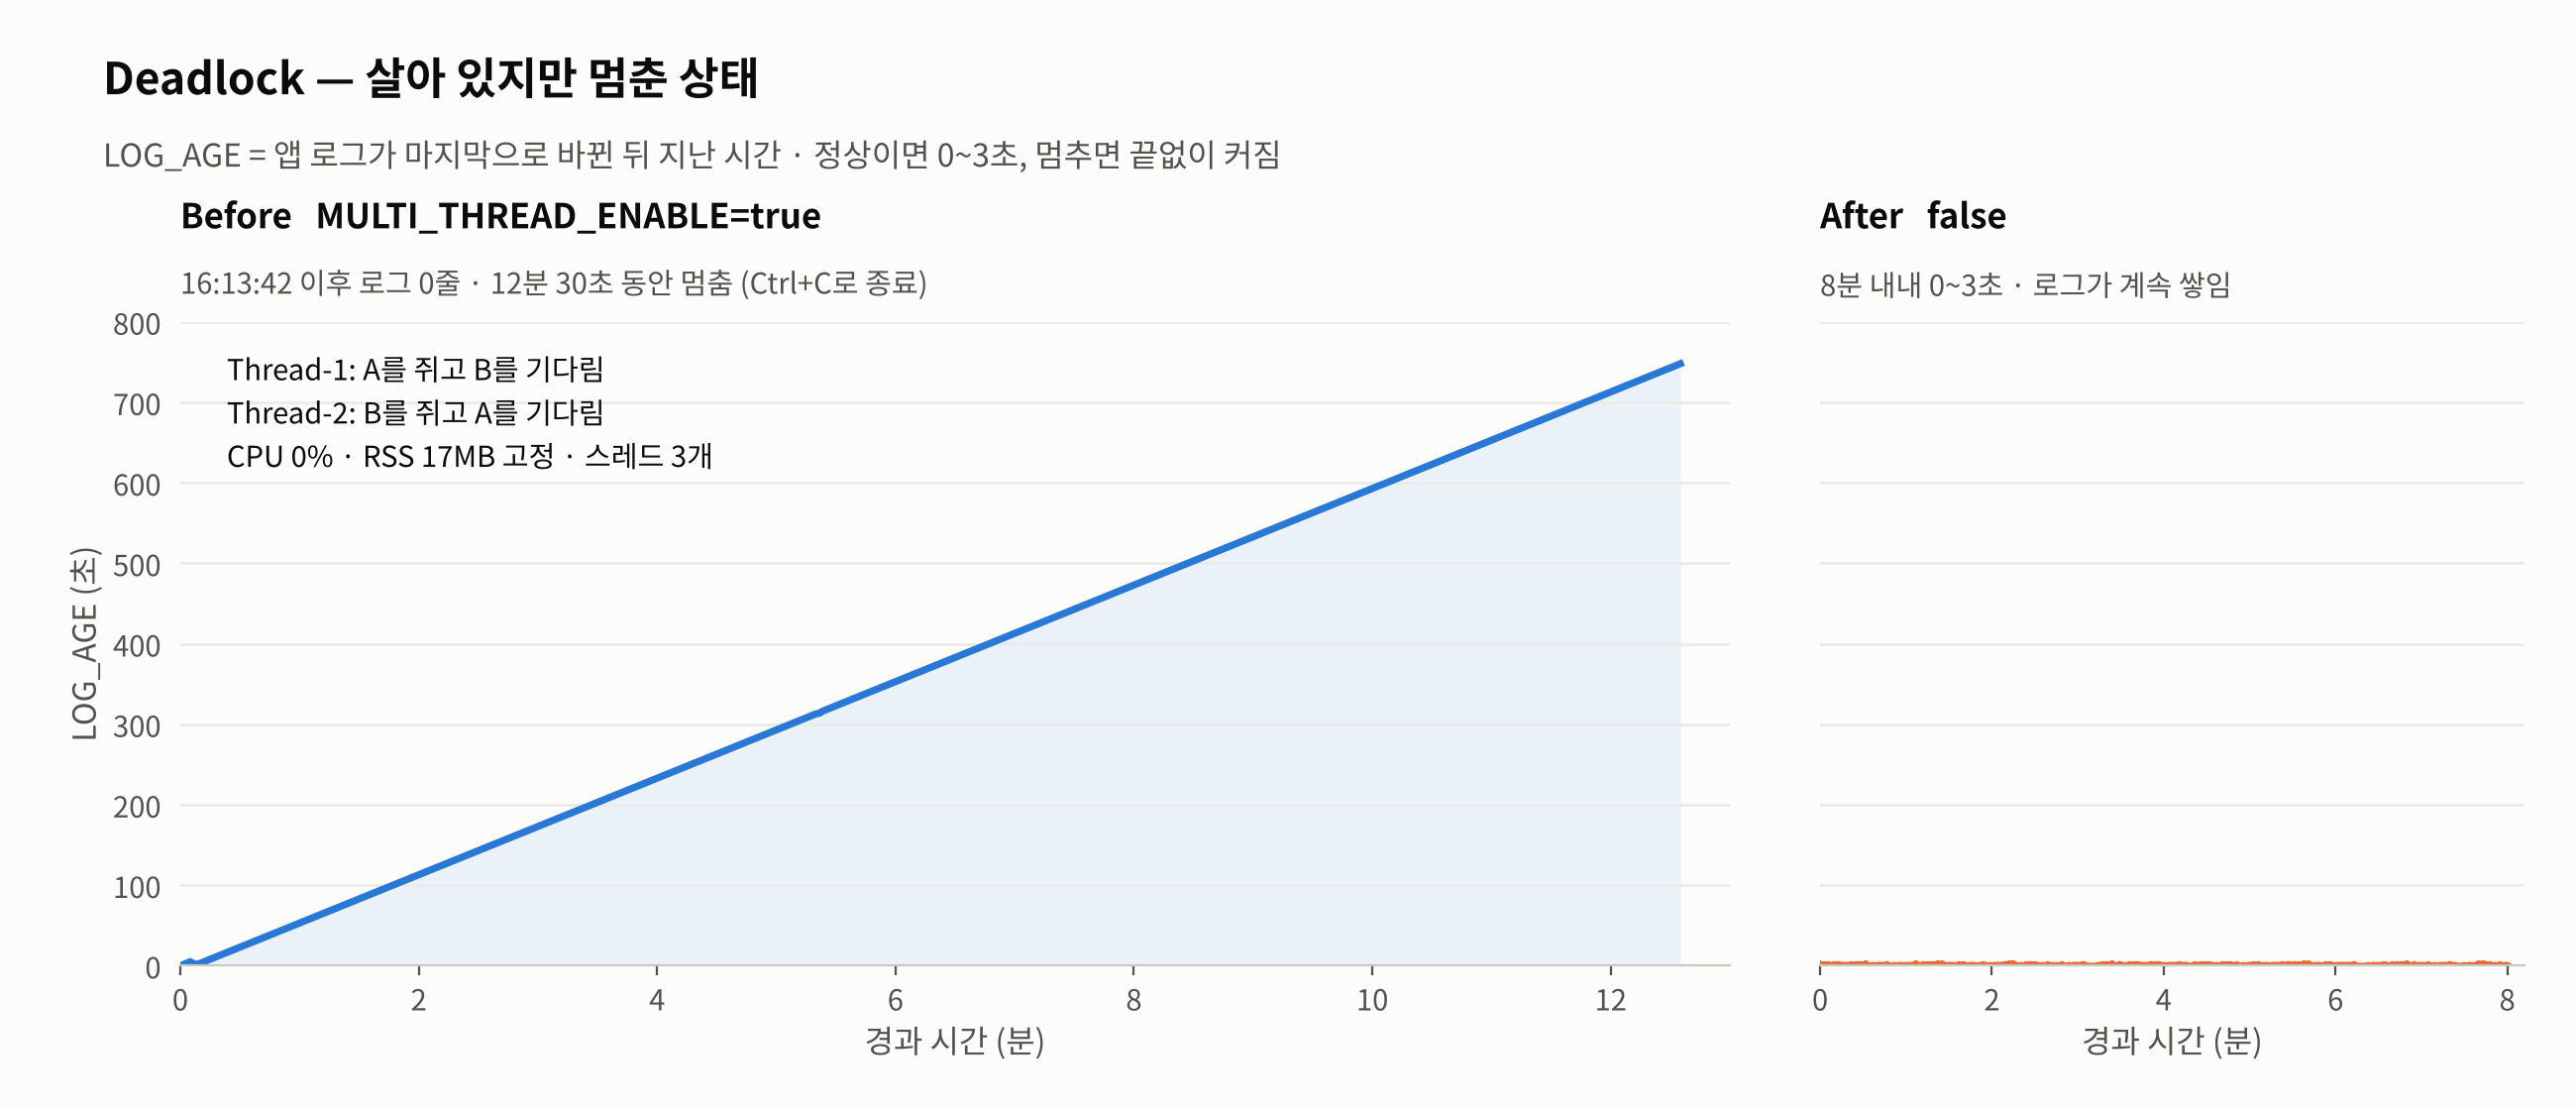 Deadlock — 살아 있지만 멈춘 상태
LOG_AGE = 앱 로그가 마지막으로 바뀐 뒤 지난 시간 · 정상이면 0~3초, 멈추면 끝없이 커짐
Before MULTI_THREAD_ENABLE=true
16:13:42 이후 로그 0줄 · 12분 30초 동안 멈춤 (Ctrl+C로 종료)
Thread-1: A를 쥐고 B를 기다림
Thread-2: B를 쥐고 A를 기다림
CPU 0% · RSS 17MB 고정 · 스레드 3개
LOG_AGE (초)
800
700
600
500
400
300
200
100
0
0 2 4 6 8 10 12
경과 시간 (분)
After false
8분 내내 0~3초 · 로그가 계속 쌓임
0 2 4 6 8
경과 시간 (분)